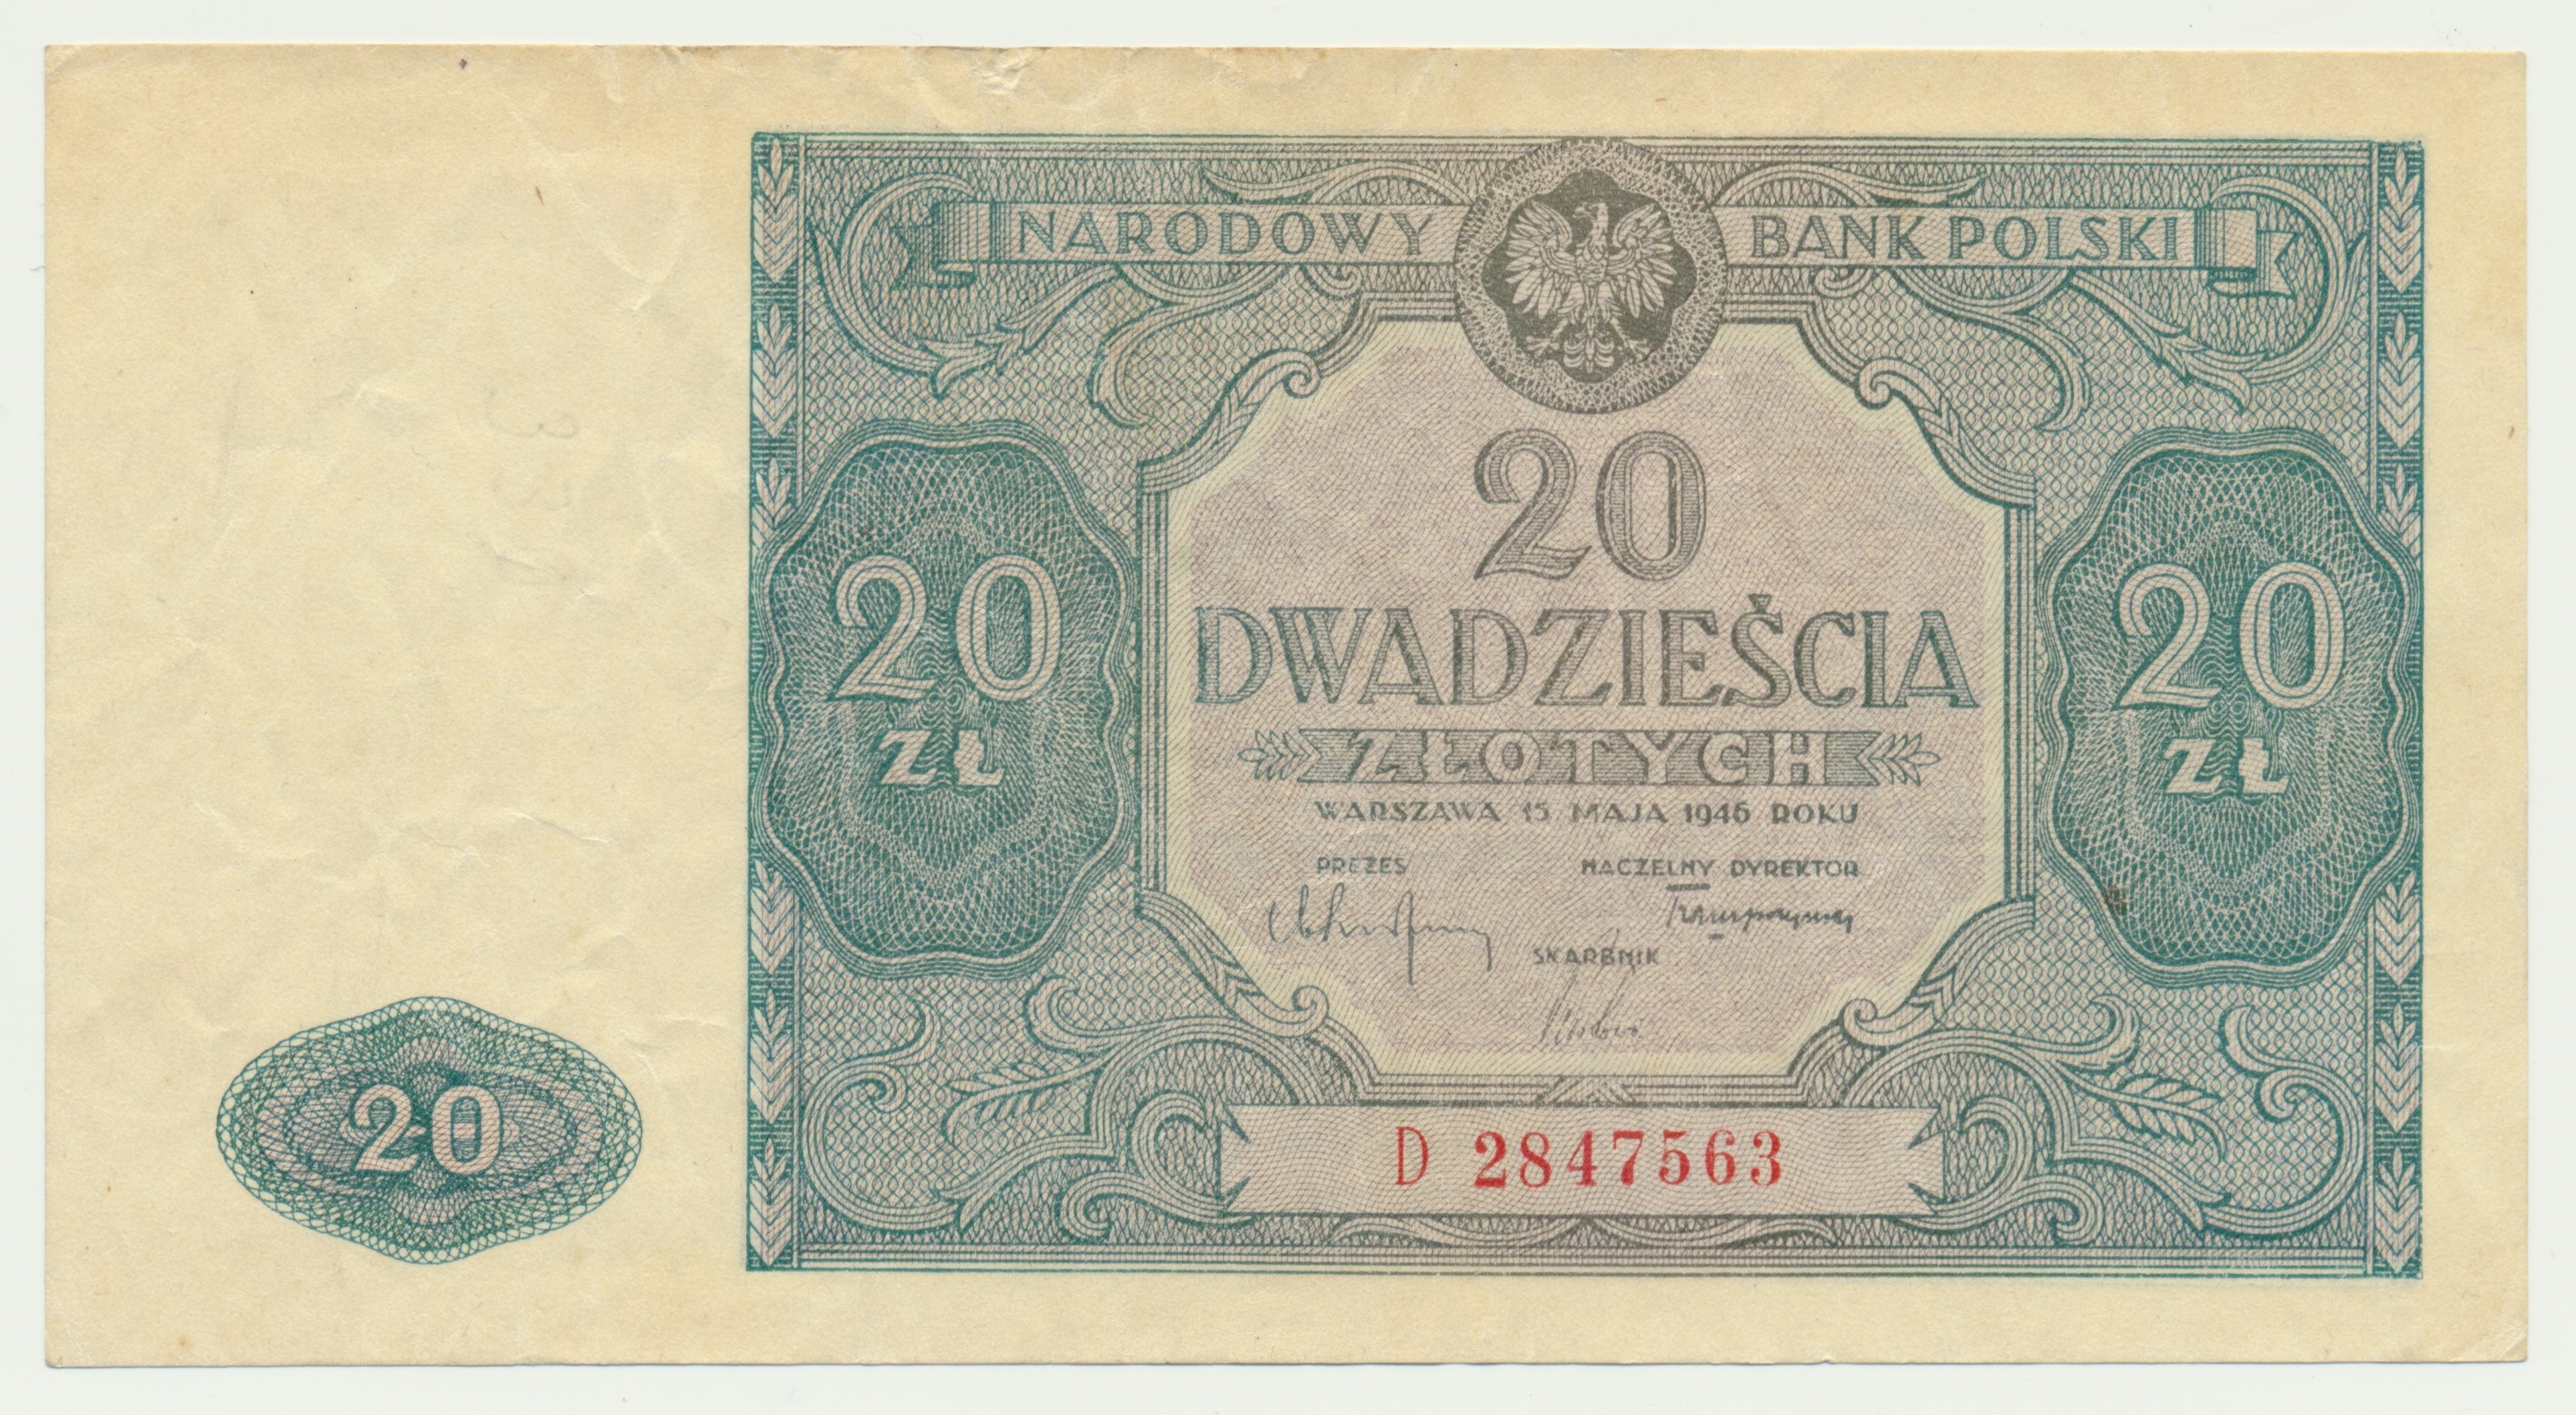 NARODOWY BANK POLSKI
20
DWADZIEŚCIA
ZŁOTYCH
WARSZAWA 15 MAJA 1946 ROKU
PREZES NACZELNY DYREKTOR
SKARBNIK
20
ZŁ
20
ZŁ
20
D 2847563